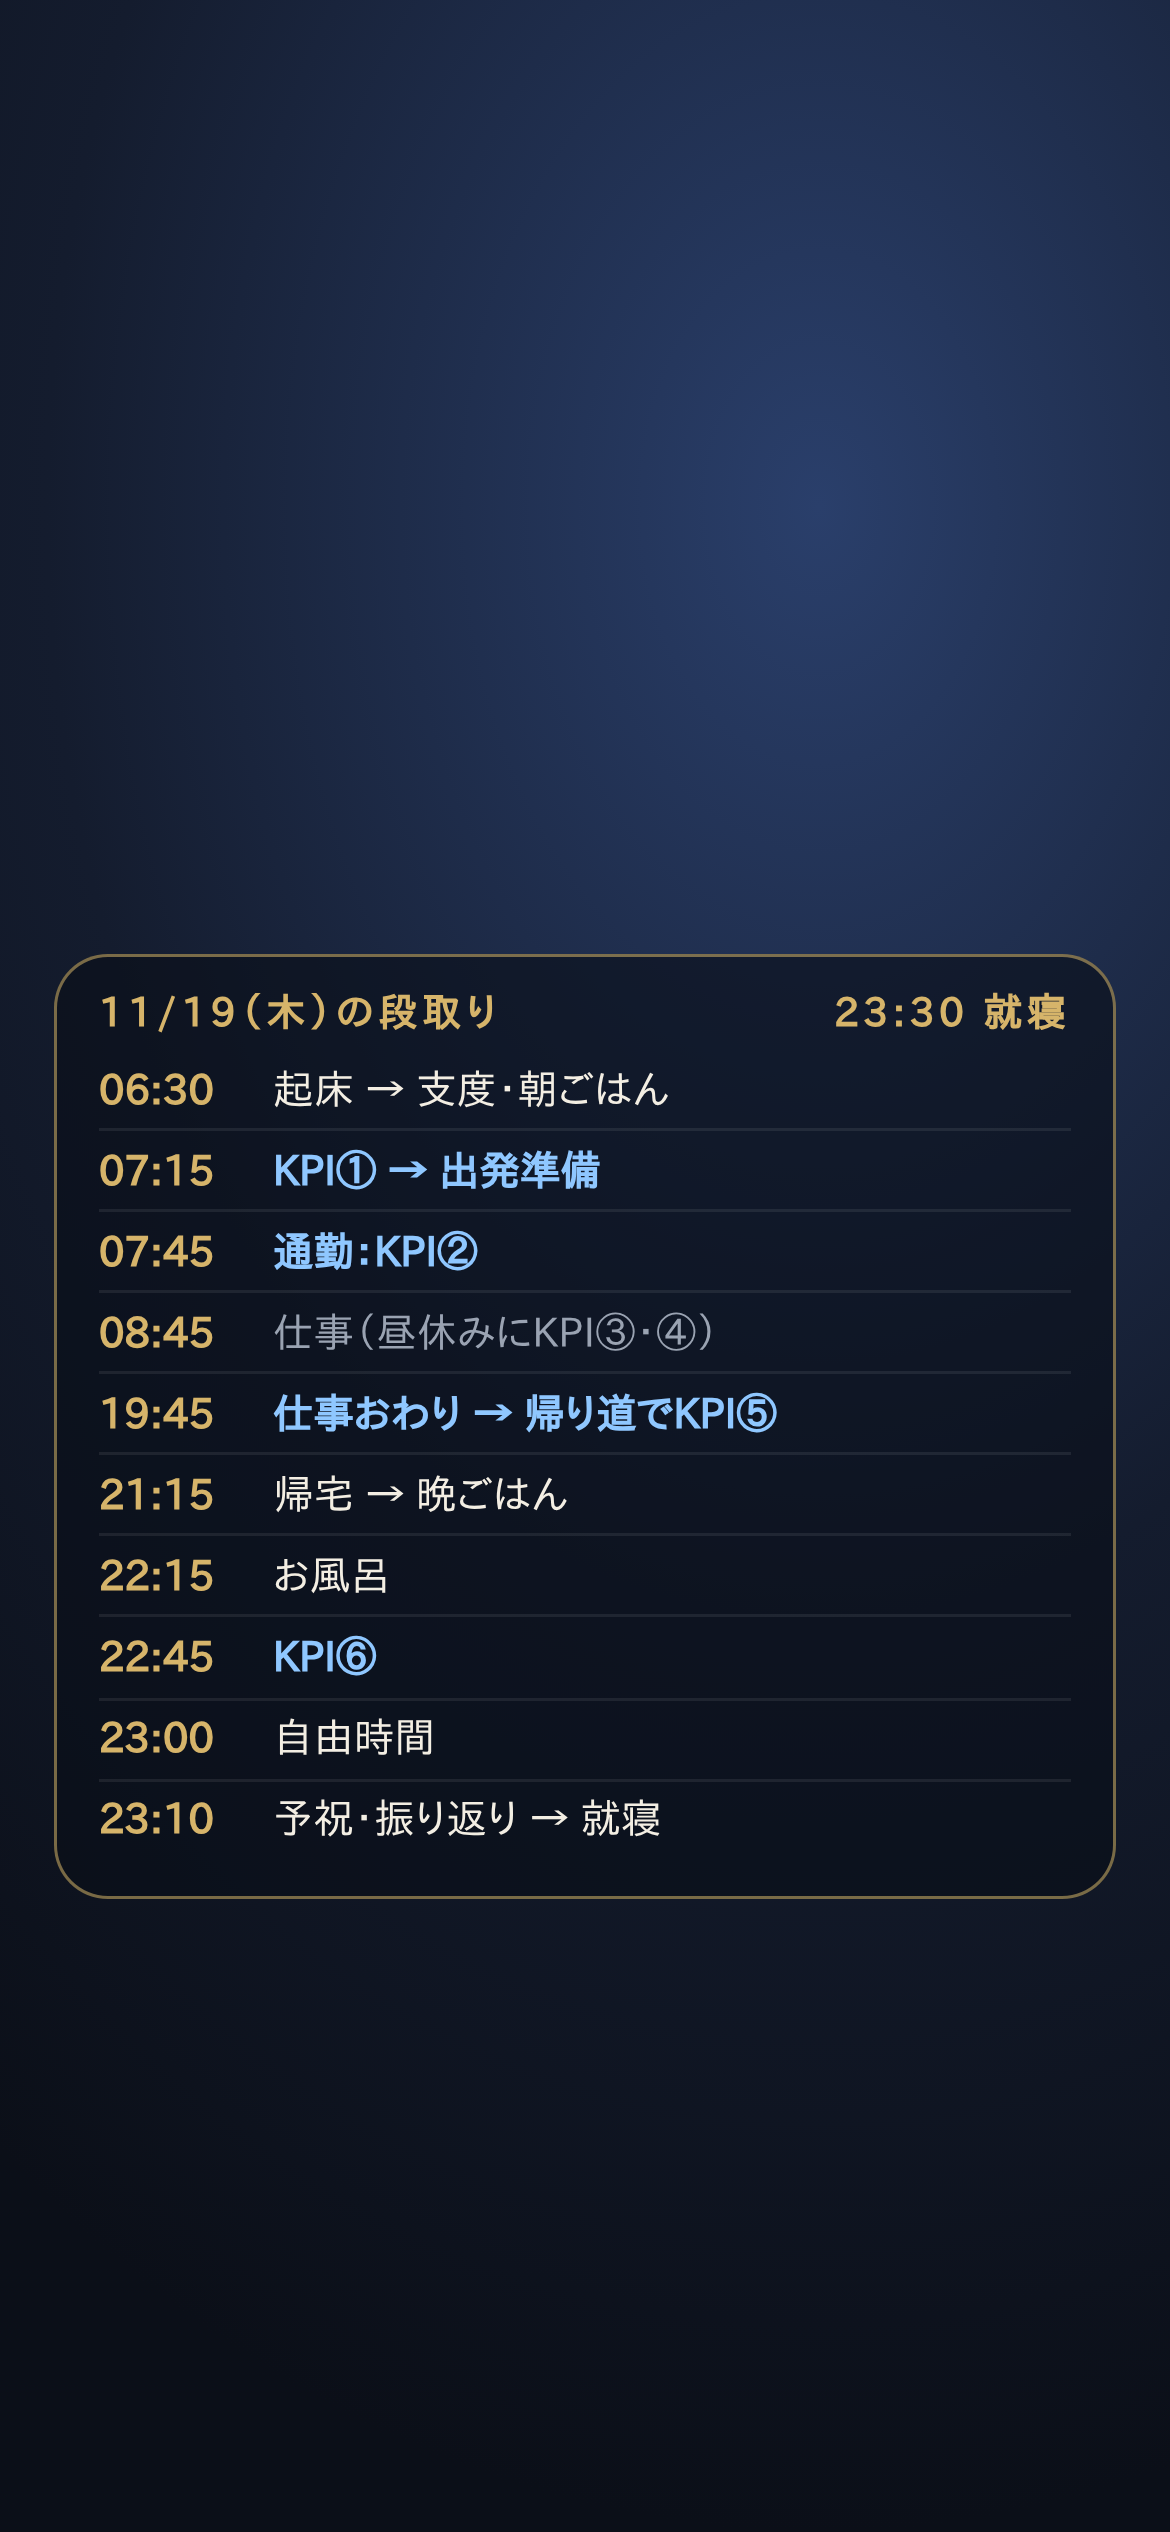 11/19（木）の段取り 23:30 就寝
06:30 起床 → 支度･朝ごはん
07:15 KPI① → 出発準備
07:45 通勤：KPI②
08:45 仕事（昼休みにKPI③･④）
19:45 仕事おわり → 帰り道でKPI⑤
21:15 帰宅 → 晩ごはん
22:15 お風呂
22:45 KPI⑥
23:00 自由時間
23:10 予祝･振り返り → 就寝